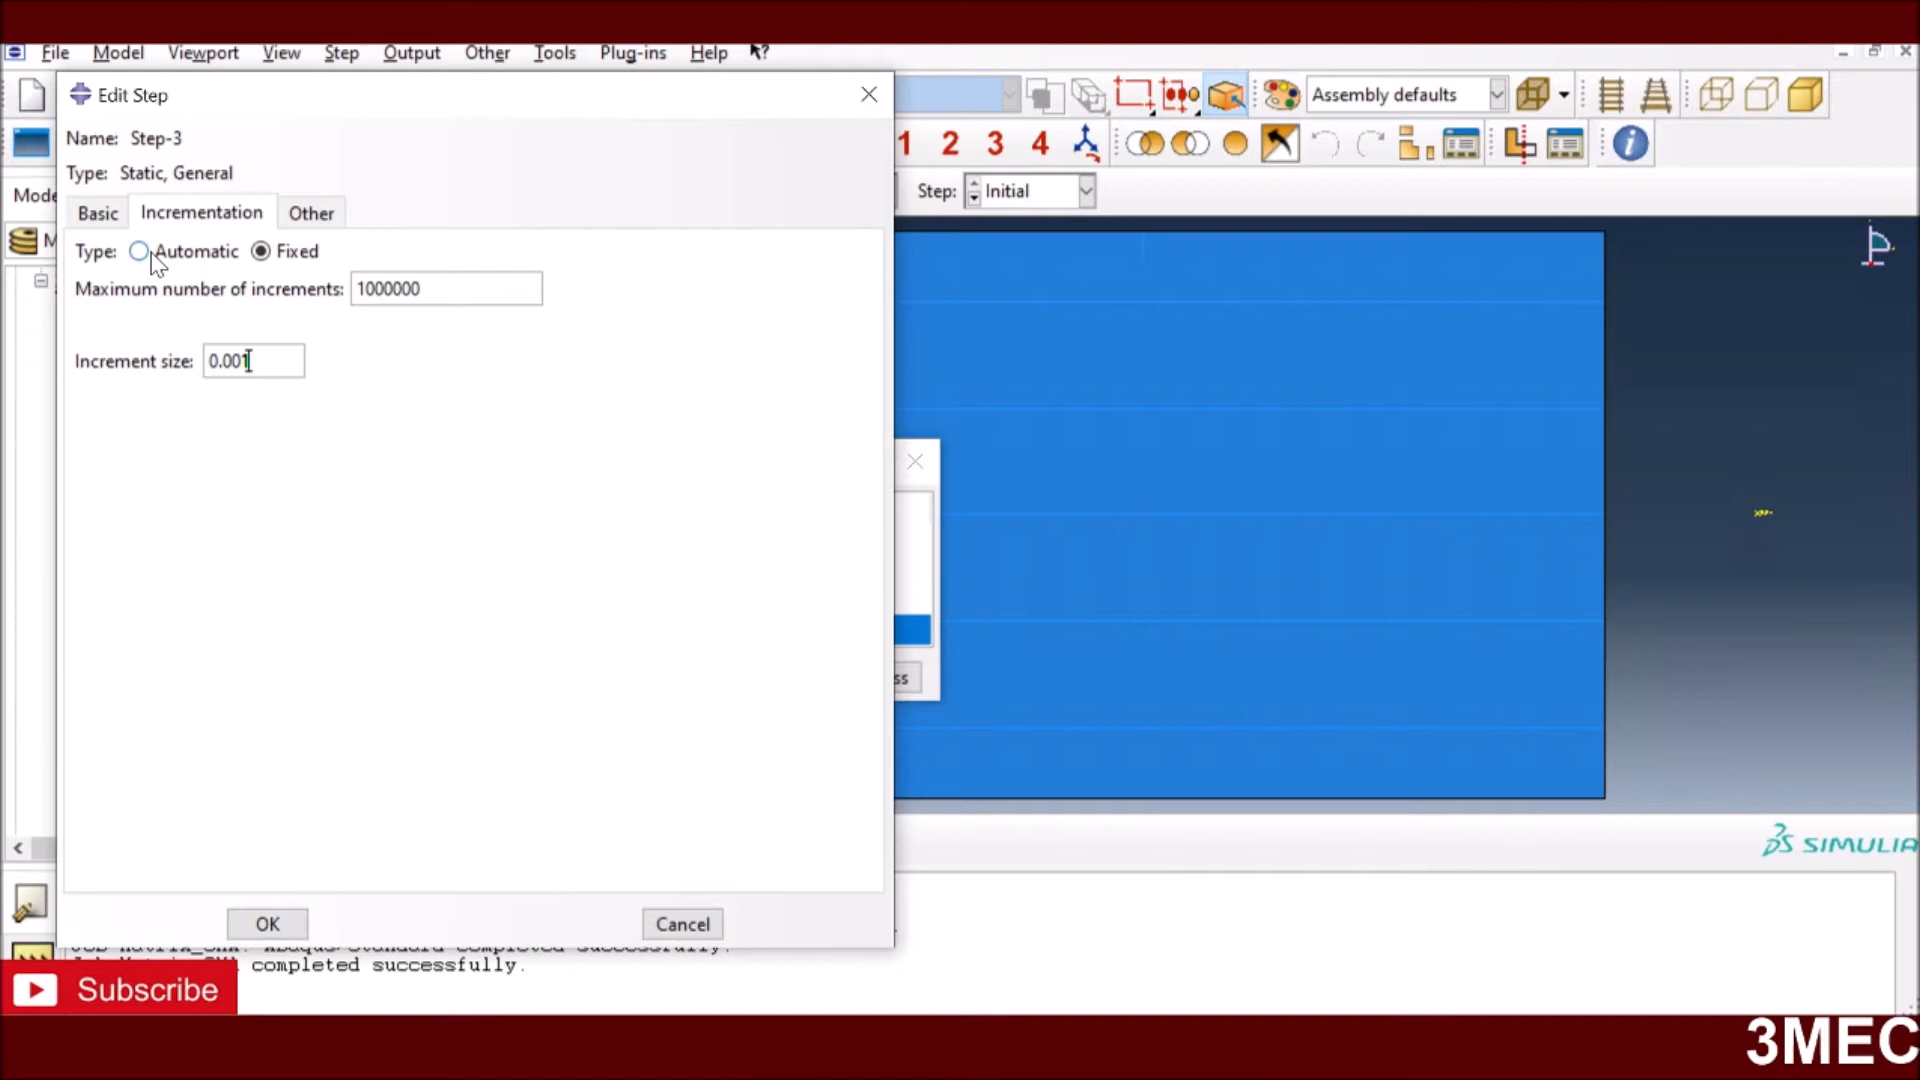 File Model Viewport View Step Output Other Tools Plug-ins Help
Edit Step
Assembly defaults
Name: Step-3
1 2 3 4
Type: Static, General
Mode
Step: Initial
Basic Incrementation Other
M
Type: Automatic Fixed
Maximum number of increments: 1000000
Increment size: 0.001
ss
SIMULIA
OK Cancel
completed successfully.
Subscribe
3MEC